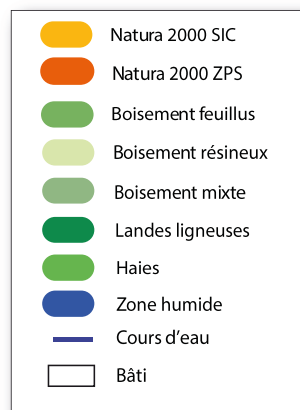 Natura 2000 SIC
Natura 2000 ZPS
Boisement feuillus
Boisement résineux
Boisement mixte
Landes ligneuses
Haies
Zone humide
Cours d’eau
Bâti